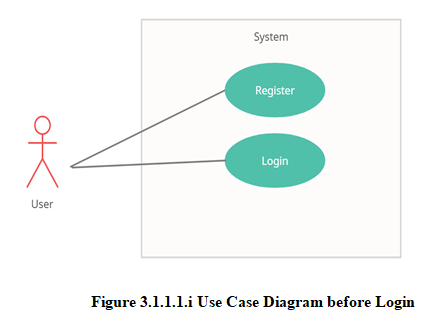 System
Register
Login
User
Figure 3.1.1.1.i Use Case Diagram before Login